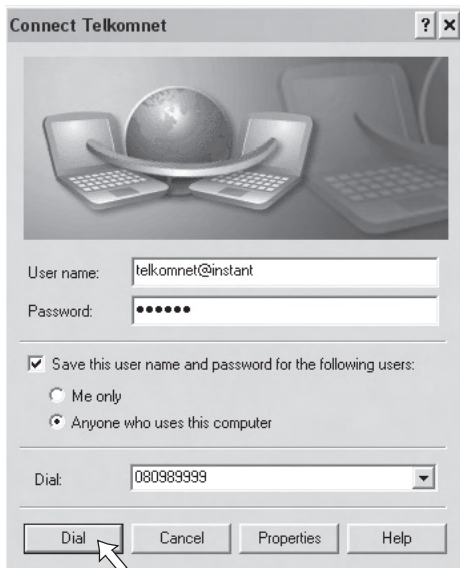 Connect Telkomnet
? ×
User name: telkomnet@instant
Password: ●●●●●●
Save this user name and password for the following users:
Me only
Anyone who uses this computer
Dial: 080989999
Dial Cancel Properties Help